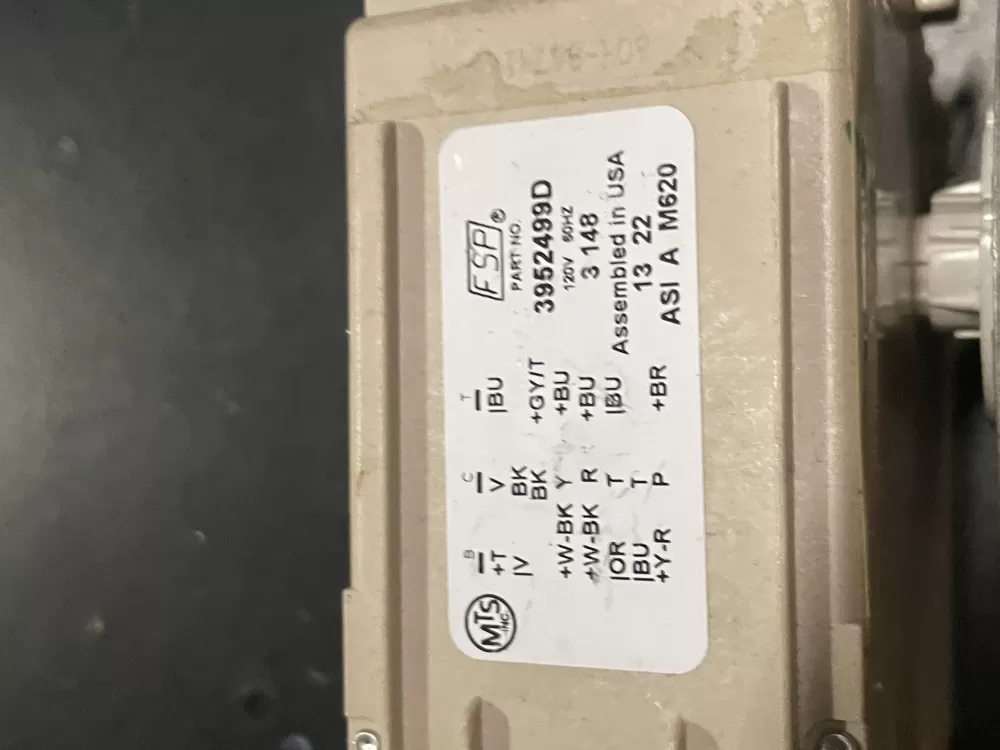 MTS
INC.
B C T
+T V |BU
|V BK
BK +GY/T
+W-BK Y +BU
+W-BK R +BU
|OR T |BU
|BU T
+Y-R P +BR
FSP®
PART NO.
3952499D
120V 60HZ
3 148
Assembled in USA
13 22
ASI A M620